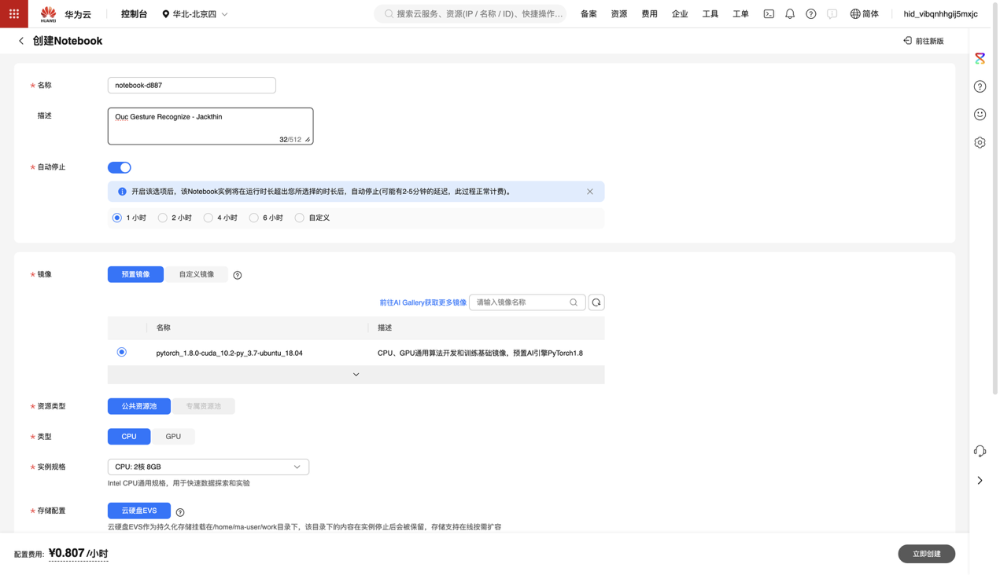 HUAWEI
华为云
控制台
华北-北京四
搜索云服务、资源(IP / 名称 / ID)、快捷操作…
备案
资源
费用
企业
工具
工单
简体
hid_vibqnhhgij5mxjc
创建Notebook
前往新版
* 名称
notebook-d887
描述
Ouc Gesture Recognize - Jackthin
32/512
* 自动停止
开启该选项后，该Notebook实例将在运行时长超出您所选择的时长后，自动停止(可能有2-5分钟的延迟，此过程正常计费)。
1 小时
2 小时
4 小时
6 小时
自定义
* 镜像
预置镜像
自定义镜像
前往AI Gallery获取更多镜像
请输入镜像名称
名称
描述
pytorch_1.8.0-cuda_10.2-py_3.7-ubuntu_18.04
CPU、GPU通用算法开发和训练基础镜像，预置AI引擎PyTorch1.8
* 资源类型
公共资源池
专属资源池
* 类型
CPU
GPU
* 实例规格
CPU: 2核 8GB
Intel CPU通用规格，用于快速数据探索和实验
* 存储配置
云硬盘EVS
云硬盘EVS作为持久化存储挂载在/home/ma-user/work目录下，该目录下的内容在实例停止后会被保留，存储支持在线按需扩容
配置费用: ¥0.807 /小时
立即创建